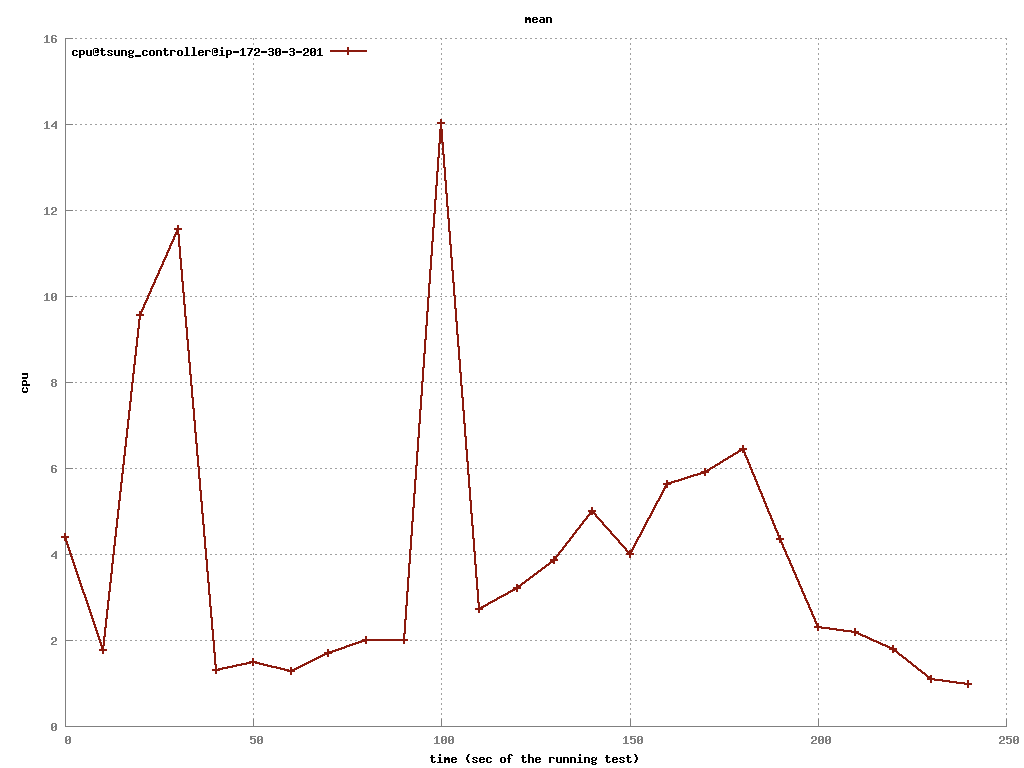 mean
cpu@tsung_controller@ip-172-30-3-201
16
14
12
10
8
6
4
2
0
cpu
0 50 100 150 200 250
time (sec of the running test)